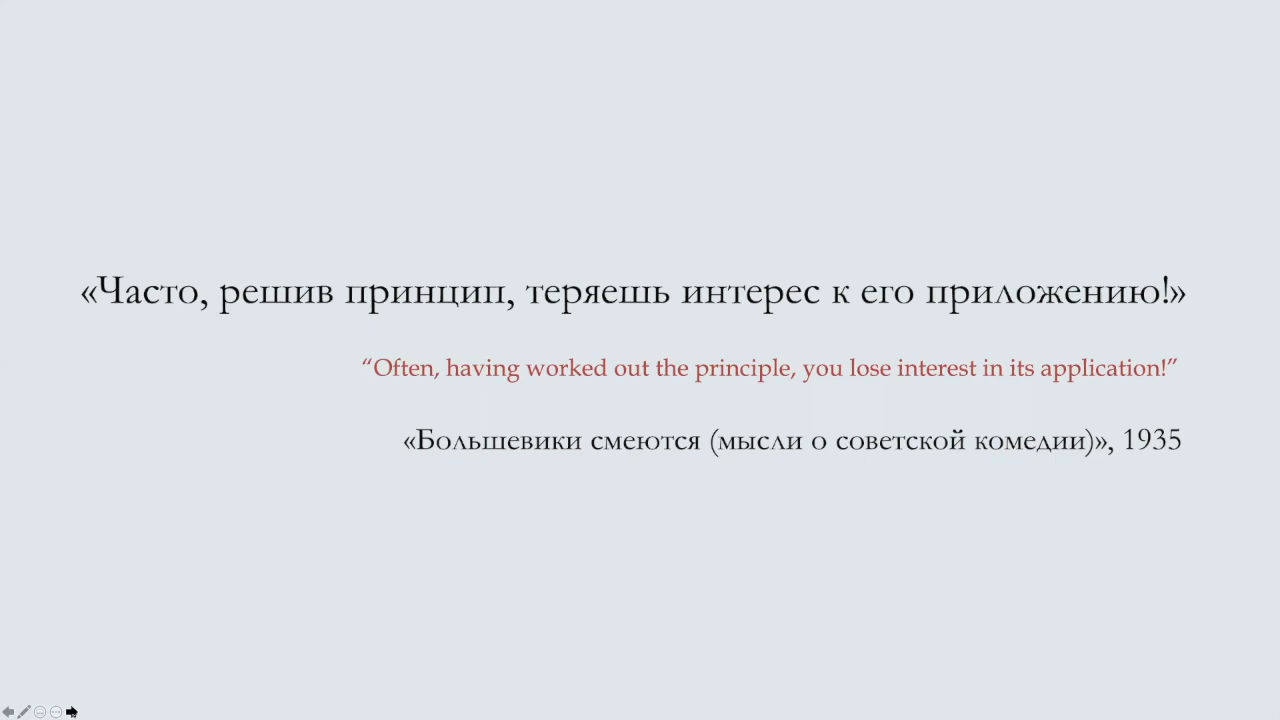 «Часто, решив принцип, теряешь интерес к его приложению!»
“Often, having worked out the principle, you lose interest in its application!”
«Большевики смеются (мысли о советской комедии)», 1935